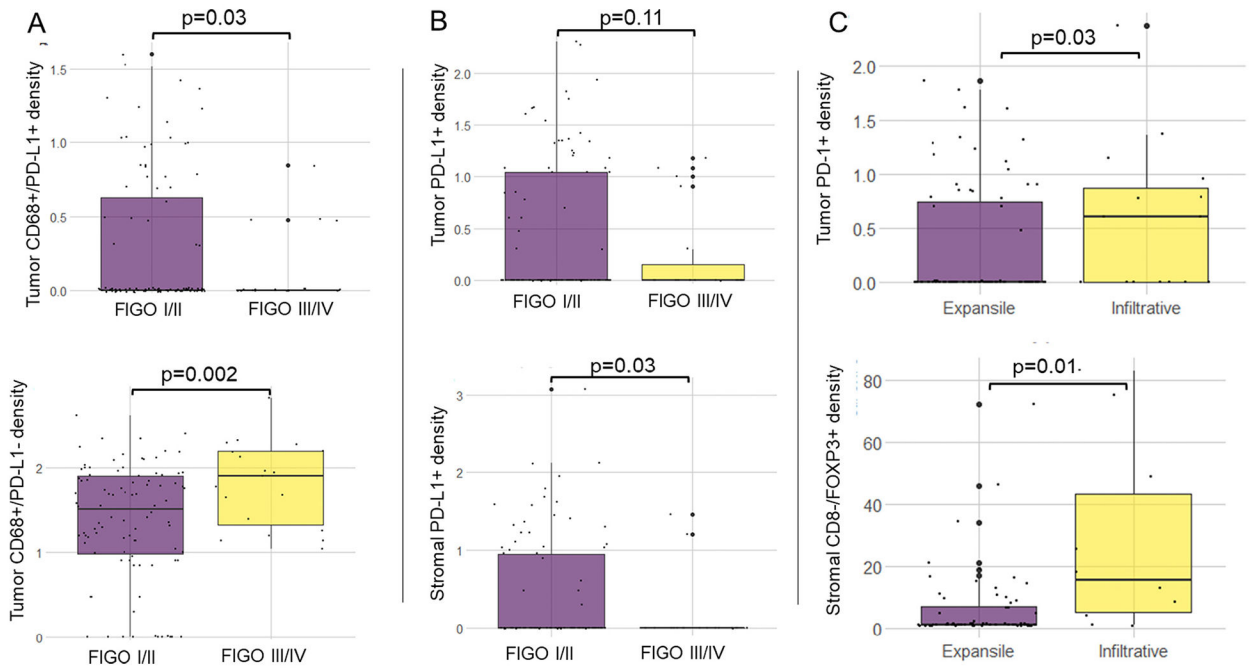 A
p=0.03
Tumor CD68+/PD-L1+ density
1.5
1.0
0.5
0.0
FIGO I/II
FIGO III/IV
p=0.002
Tumor CD68+/PD-L1- density
2
1
0
FIGO I/II
FIGO III/IV
B
p=0.11
Tumor PD-L1+ density
2.0
1.5
1.0
0.5
0.0
FIGO I/II
FIGO III/IV
p=0.03
Stromal PD-L1+ density
3
2
1
0
FIGO I/II
FIGO III/IV
C
p=0.03
Tumor PD-1+ density
2.0
1.5
1.0
0.5
0.0
Expansile
Infiltrative
p=0.01
Stromal CD8-/FOXP3+ density
80
60
40
20
0
Expansile
Infiltrative